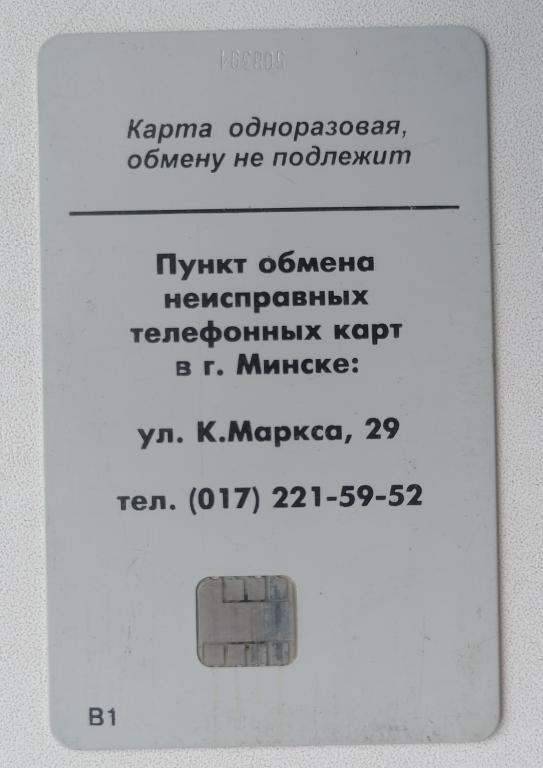 Карта одноразовая,
обмену не подлежит
Пункт обмена
неисправных
телефонных карт
в г. Минске:
ул. К.Маркса, 29
тел. (017) 221-59-52
B1